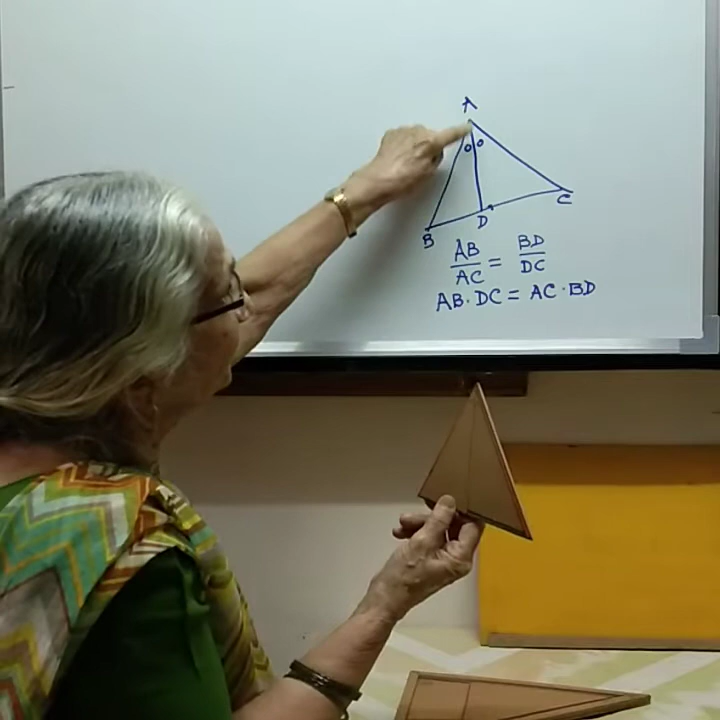 A
o o
B D C
AB/AC = BD/DC
AB · DC = AC · BD